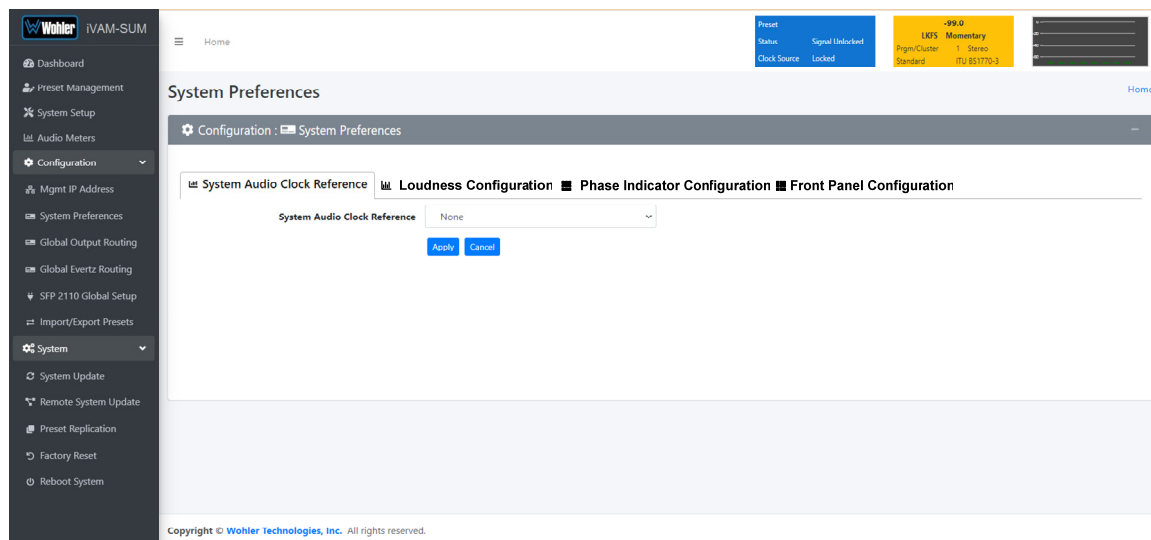 Wohler iVAM-SUM
Dashboard
Preset Management
System Setup
Audio Meters
Configuration
Mgmt IP Address
System Preferences
Global Output Routing
Global Evertz Routing
SFP 2110 Global Setup
Import/Export Presets
System
System Update
Remote System Update
Preset Replication
Factory Reset
Reboot System
Home
Preset
Status Signal Unlocked
Clock Source Locked
-99.0
LKFS Momentary
Prgm/Cluster 1 Stereo
Standard ITU BS1770-3
System Preferences
Home
Configuration : System Preferences
System Audio Clock Reference Loudness Configuration Phase Indicator Configuration Front Panel Configuration
System Audio Clock Reference None
Apply Cancel
Copyright © Wohler Technologies, Inc. All rights reserved.